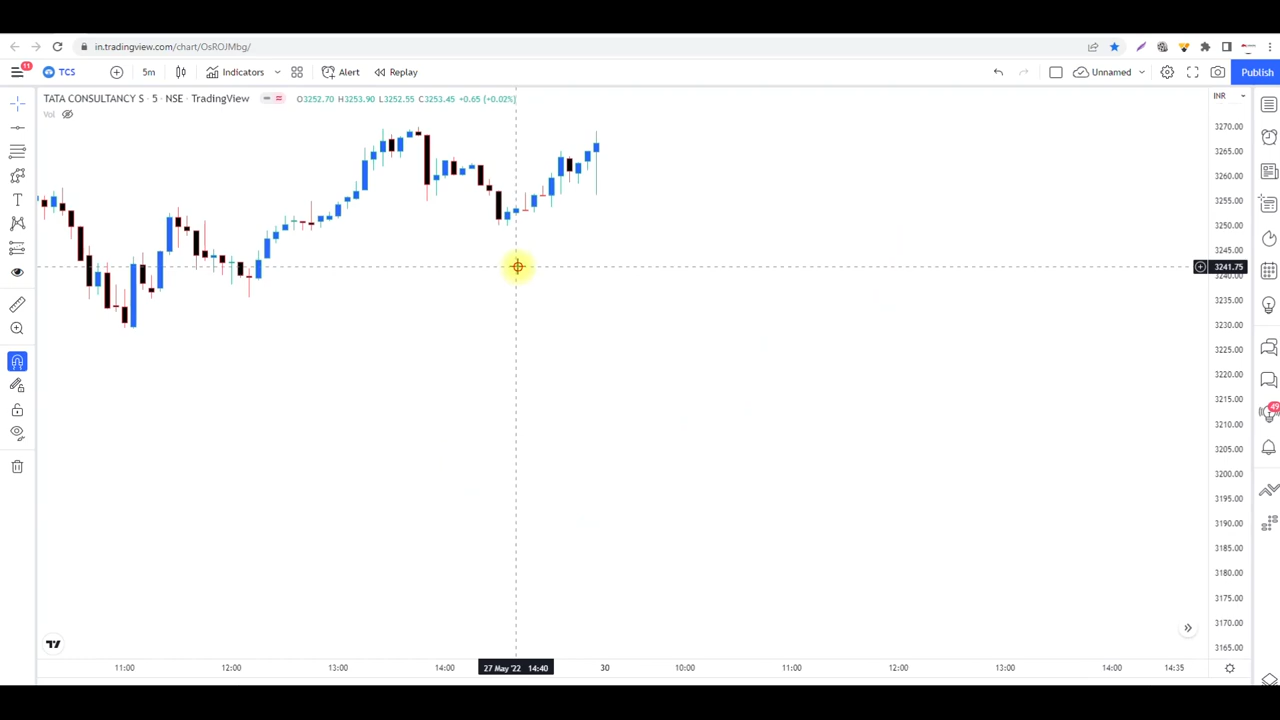 in.tradingview.com/chart/OsROJMbg/
11
TCS
5m
Indicators
Alert
Replay
Unnamed
Publish
TATA CONSULTANCY S · 5 · NSE · TradingView
O3252.70 H3253.90 L3252.55 C3253.45 +0.65 (+0.02%)
INR
Vol
3270.00
3265.00
3260.00
3255.00
3250.00
3245.00
3241.75
3240.00
3235.00
3230.00
3225.00
3220.00
3215.00
3210.00
3205.00
3200.00
3195.00
3190.00
3185.00
3180.00
3175.00
3170.00
3165.00
49
11:00
12:00
13:00
14:00
27 May '22 14:40
30
10:00
11:00
12:00
13:00
14:00
14:35